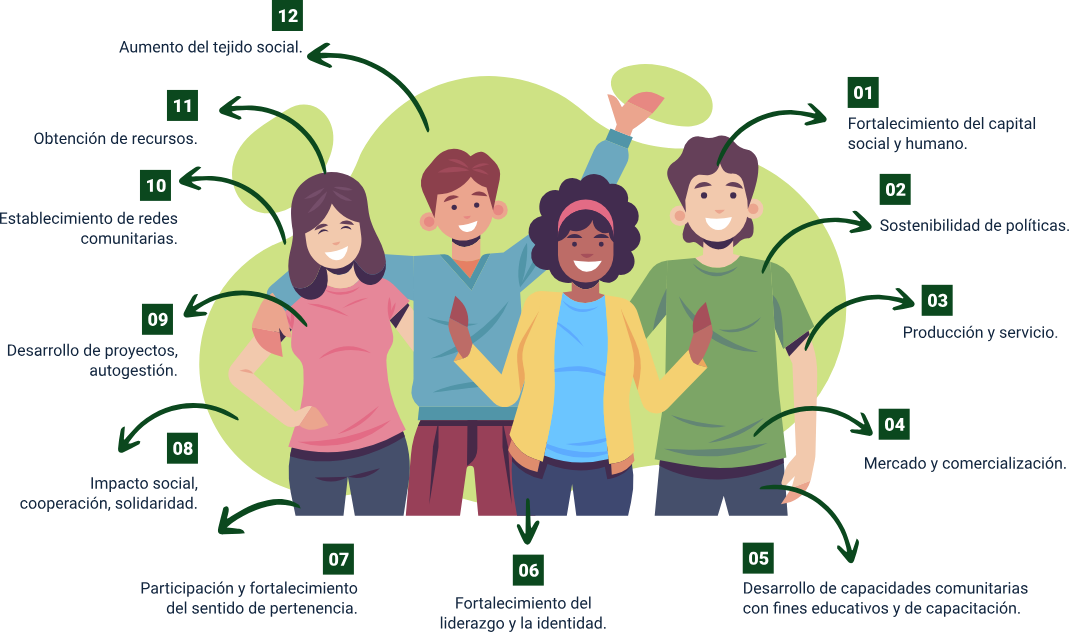 12
Aumento del tejido social.
11
Obtención de recursos.
10
Establecimiento de redes
comunitarias.
09
Desarrollo de proyectos,
autogestión.
08
Impacto social,
cooperación, solidaridad.
07
Participación y fortalecimiento
del sentido de pertenencia.
06
Fortalecimiento del
liderazgo y la identidad.
01
Fortalecimiento del capital
social y humano.
02
Sostenibilidad de políticas.
03
Producción y servicio.
04
Mercado y comercialización.
05
Desarrollo de capacidades comunitarias
con fines educativos y de capacitación.